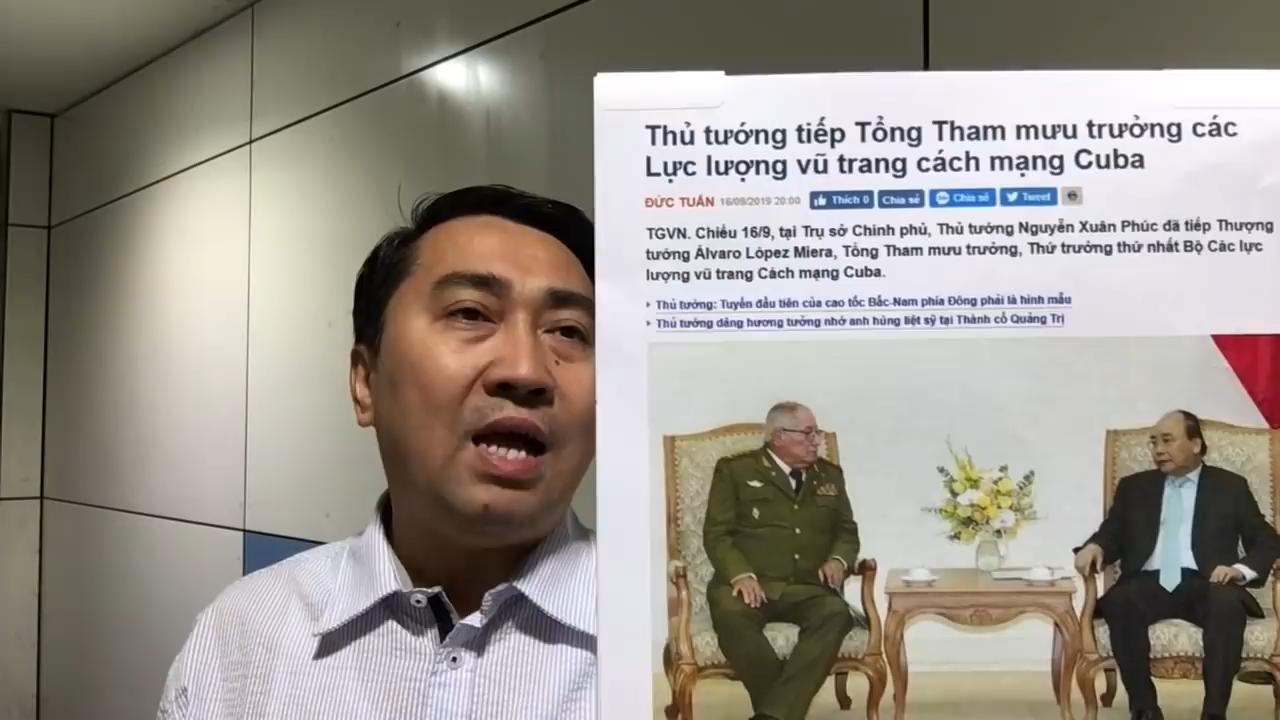 Thủ tướng tiếp Tổng Tham mưu trưởng các
Lực lượng vũ trang cách mạng Cuba
ĐỨC TUÂN 16/09/2019 20:00 Thích 0 Chia sẻ Chia sẻ Tweet
TGVN. Chiều 16/9, tại Trụ sở Chính phủ, Thủ tướng Nguyễn Xuân Phúc đã tiếp Thượng
tướng Álvaro López Miera, Tổng Tham mưu trưởng, Thứ trưởng thứ nhất Bộ Các lực
lượng vũ trang Cách mạng Cuba.
Thủ tướng: Tuyến đầu tiên của cao tốc Bắc-Nam phía Đông phải là hình mẫu
Thủ tướng dâng hương tưởng nhớ anh hùng liệt sỹ tại Thành cổ Quảng Trị